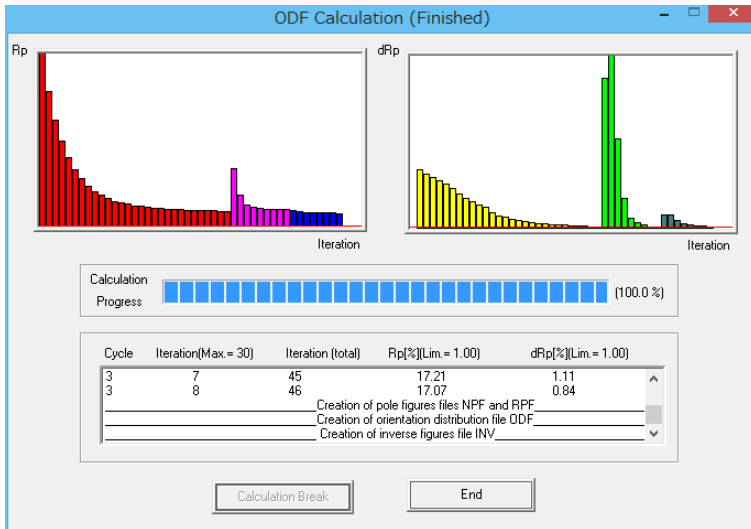 ODF Calculation (Finished)
Rp
dRp
Iteration
Iteration
Calculation
Progress
(100.0 %)
Cycle Iteration(Max.= 30) Iteration (total) Rp[%](Lim.= 1.00) dRp[%](Lim.= 1.00)
3 7 45 17.21 1.11
3 8 46 17.07 0.84
Creation of pole figures files NPF and RPF
Creation of orientation distribution file ODF
Creation of inverse figures file INV
Calculation Break
End